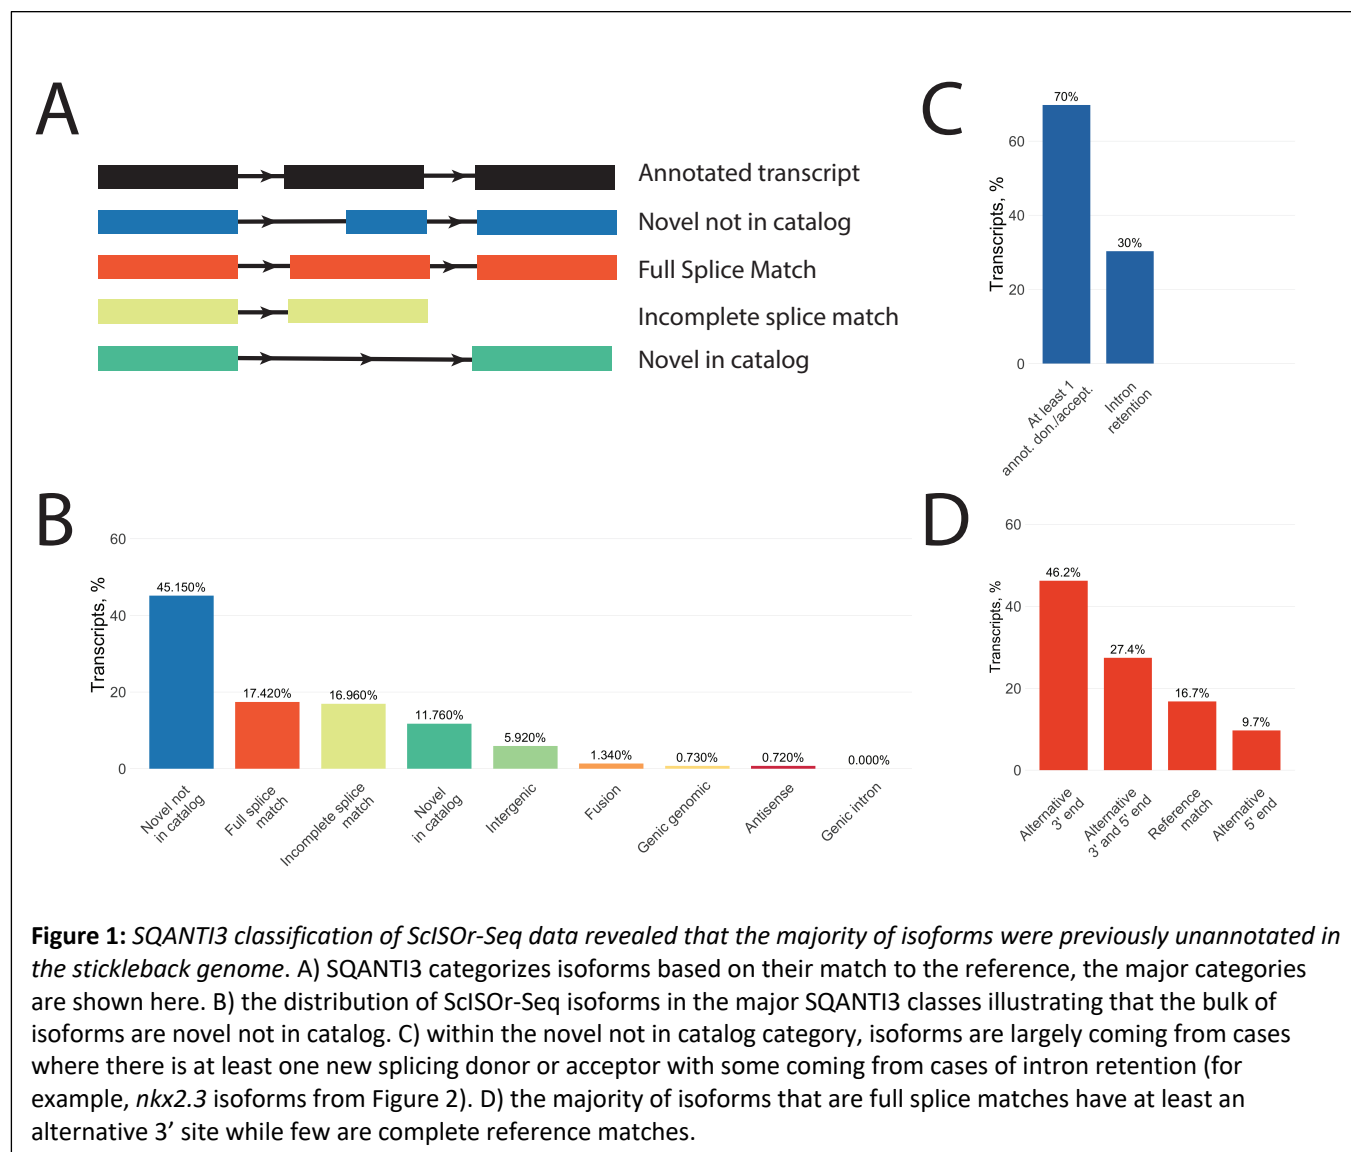 A
Annotated transcript
Novel not in catalog
Full Splice Match
Incomplete splice match
Novel in catalog
C
Transcripts, %
60
40
20
0
70%
30%
At least 1
annot. don./accept.
Intron
retention
B
Transcripts, %
60
40
20
0
45.150%
17.420%
16.960%
11.760%
5.920%
1.340%
0.730%
0.720%
0.000%
Novel not
in catalog
Full splice
match
Incomplete splice
match
Novel
in catalog
Intergenic
Fusion
Genic genomic
Antisense
Genic intron
D
Transcripts, %
60
40
20
0
46.2%
27.4%
16.7%
9.7%
Alternative
3' end
Alternative
3' and 5' end
Reference
match
Alternative
5' end
Figure 1: SQANTI3 classification of ScISOr-Seq data revealed that the majority of isoforms were previously unannotated in
the stickleback genome. A) SQANTI3 categorizes isoforms based on their match to the reference, the major categories
are shown here. B) the distribution of ScISOr-Seq isoforms in the major SQANTI3 classes illustrating that the bulk of
isoforms are novel not in catalog. C) within the novel not in catalog category, isoforms are largely coming from cases
where there is at least one new splicing donor or acceptor with some coming from cases of intron retention (for
example, nkx2.3 isoforms from Figure 2). D) the majority of isoforms that are full splice matches have at least an
alternative 3’ site while few are complete reference matches.